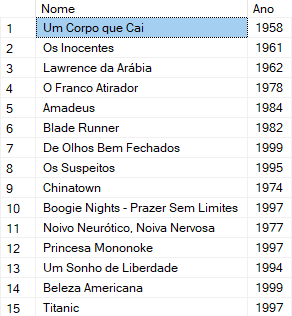 Nome Ano
1 Um Corpo que Cai 1958
2 Os Inocentes 1961
3 Lawrence da Arábia 1962
4 O Franco Atirador 1978
5 Amadeus 1984
6 Blade Runner 1982
7 De Olhos Bem Fechados 1999
8 Os Suspeitos 1995
9 Chinatown 1974
10 Boogie Nights - Prazer Sem Limites 1997
11 Noivo Neurótico, Noiva Nervosa 1977
12 Princesa Mononoke 1997
13 Um Sonho de Liberdade 1994
14 Beleza Americana 1999
15 Titanic 1997